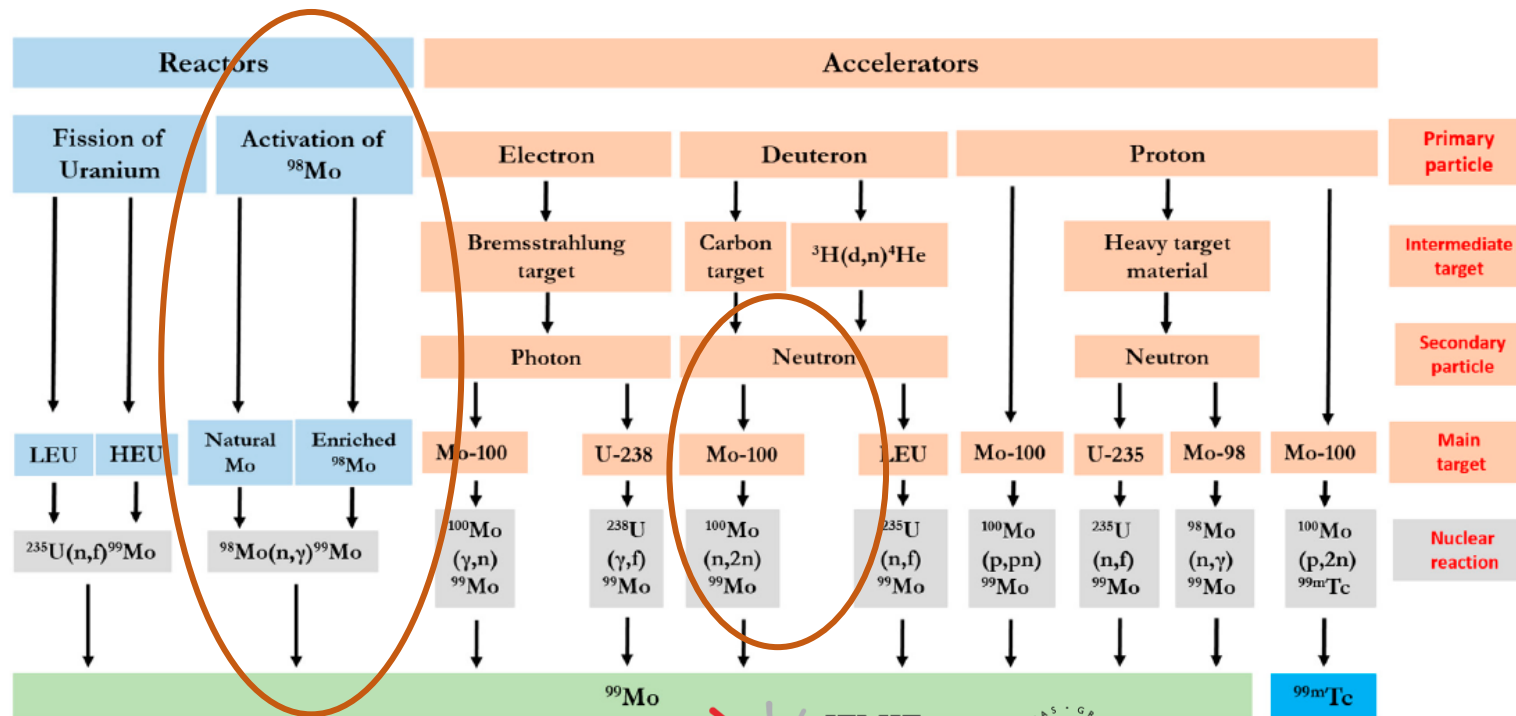 Reactors
Accelerators
Fission of
Uranium
Activation of
⁹⁸Mo
Electron
Deuteron
Proton
Primary
particle
Bremsstrahlung
target
Carbon
target
³H(d,n)⁴He
Heavy target
material
Intermediate
target
Photon
Neutron
Neutron
Secondary
particle
LEU
HEU
Natural
Mo
Enriched
⁹⁸Mo
Mo-100
U-238
Mo-100
LEU
Mo-100
U-235
Mo-98
Mo-100
Main
target
²³⁵U(n,f)⁹⁹Mo
⁹⁸Mo(n,γ)⁹⁹Mo
¹⁰⁰Mo
(γ,n)
⁹⁹Mo
²³⁸U
(γ,f)
⁹⁹Mo
¹⁰⁰Mo
(n,2n)
⁹⁹Mo
²³⁵U
(n,f)
⁹⁹Mo
¹⁰⁰Mo
(p,pn)
⁹⁹Mo
²³⁵U
(n,f)
⁹⁹Mo
⁹⁸Mo
(n,γ)
⁹⁹Mo
¹⁰⁰Mo
(p,2n)
⁹⁹ᵐTc
Nuclear
reaction
⁹⁹Mo
⁹⁹ᵐTc